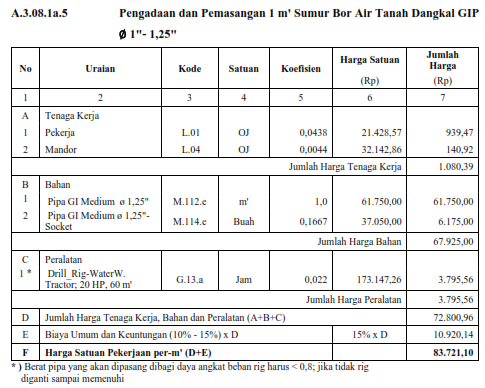 A.3.08.1a.5 Pengadaan dan Pemasangan 1 m' Sumur Bor Air Tanah Dangkal GIP
Ø 1"- 1,25"
No Uraian Kode Satuan Koefisien Harga Satuan (Rp) Jumlah Harga (Rp)
1 2 3 4 5 6 7
A Tenaga Kerja
1 Pekerja L.01 OJ 0,0438 21.428,57 939,47
2 Mandor L.04 OJ 0,0044 32.142,86 140,92
Jumlah Harga Tenaga Kerja 1.080,39
B Bahan
1 Pipa GI Medium ø 1,25" M.112.e m' 1,0 61.750,00 61.750,00
2 Pipa GI Medium ø 1,25"-
Socket M.114.e Buah 0,1667 37.050,00 6.175,00
Jumlah Harga Bahan 67.925,00
C Peralatan
1 * Drill_Rig-WaterW.
Tractor; 20 HP, 60 m' G.13.a Jam 0,022 173.147,26 3.795,56
Jumlah Harga Peralatan 3.795,56
D Jumlah Harga Tenaga Kerja, Bahan dan Peralatan (A+B+C) 72.800,96
E Biaya Umum dan Keuntungan (10% - 15%) x D 15% x D 10.920,14
F Harga Satuan Pekerjaan per-m' (D+E) 83.721,10
* ) Berat pipa yang akan dipasang dibagi daya angkat beban rig harus < 0,8; jika tidak rig
diganti sampai memenuhi